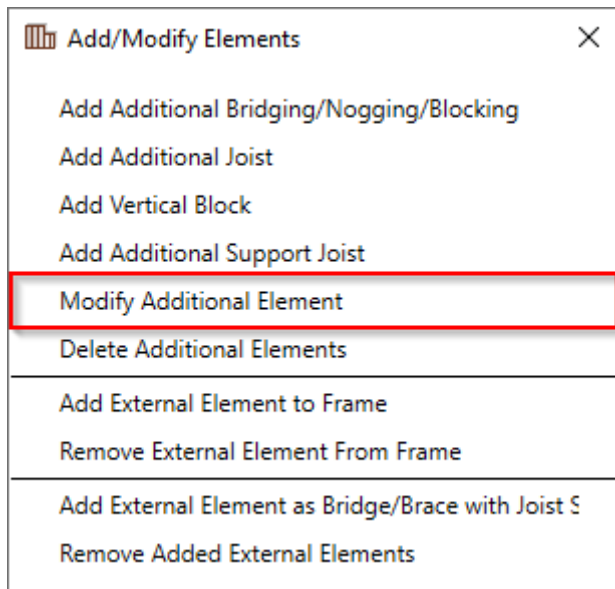 Add/Modify Elements
Add Additional Bridging/Nogging/Blocking
Add Additional Joist
Add Vertical Block
Add Additional Support Joist
Modify Additional Element
Delete Additional Elements
Add External Element to Frame
Remove External Element From Frame
Add External Element as Bridge/Brace with Joist S
Remove Added External Elements